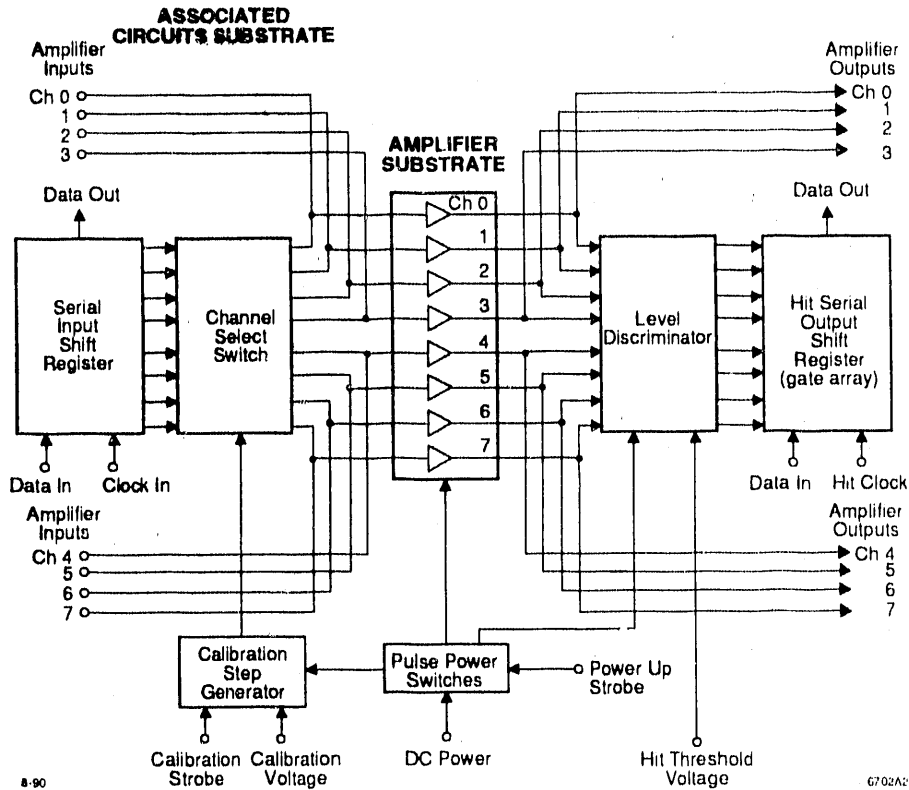 ASSOCIATED
CIRCUITS SUBSTRATE
Amplifier
Inputs
Ch 0
1
2
3
Amplifier
Outputs
Ch 0
1
2
3
AMPLIFIER
SUBSTRATE
Ch 0
1
2
3
4
5
6
7
Data Out
Serial
Input
Shift
Register
Channel
Select
Switch
Level
Discriminator
Data Out
Hit Serial
Output
Shift
Register
(gate array)
Data In
Clock In
Data In
Hit Clock
Amplifier
Inputs
Ch 4
5
6
7
Amplifier
Outputs
Ch 4
5
6
7
Calibration
Step
Generator
Pulse Power
Switches
Power Up
Strobe
Calibration
Strobe
Calibration
Voltage
DC Power
Hit Threshold
Voltage
8-90
6702A2